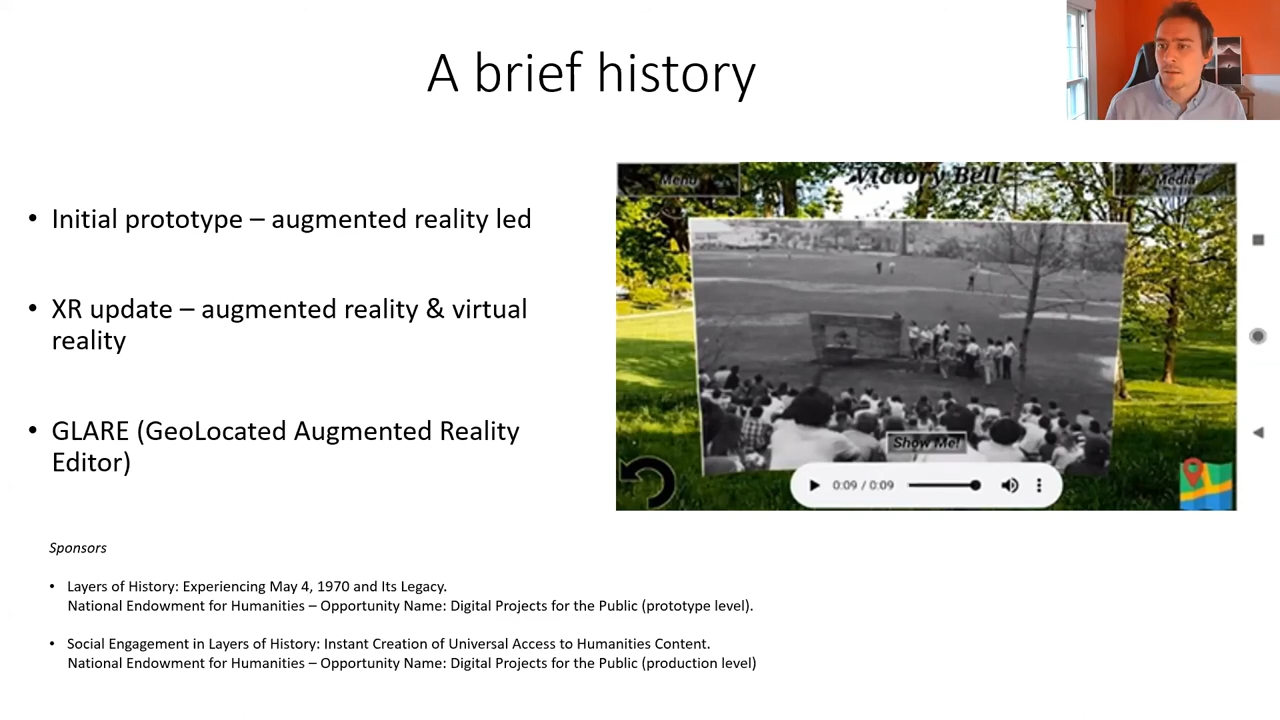 A brief history
• Initial prototype – augmented reality led
• XR update – augmented reality & virtual
reality
• GLARE (GeoLocated Augmented Reality
Editor)
Menu
Victory Bell
Media
Show Me!
0:09 / 0:09
Sponsors
• Layers of History: Experiencing May 4, 1970 and Its Legacy.
National Endowment for Humanities – Opportunity Name: Digital Projects for the Public (prototype level).
• Social Engagement in Layers of History: Instant Creation of Universal Access to Humanities Content.
National Endowment for Humanities – Opportunity Name: Digital Projects for the Public (production level)